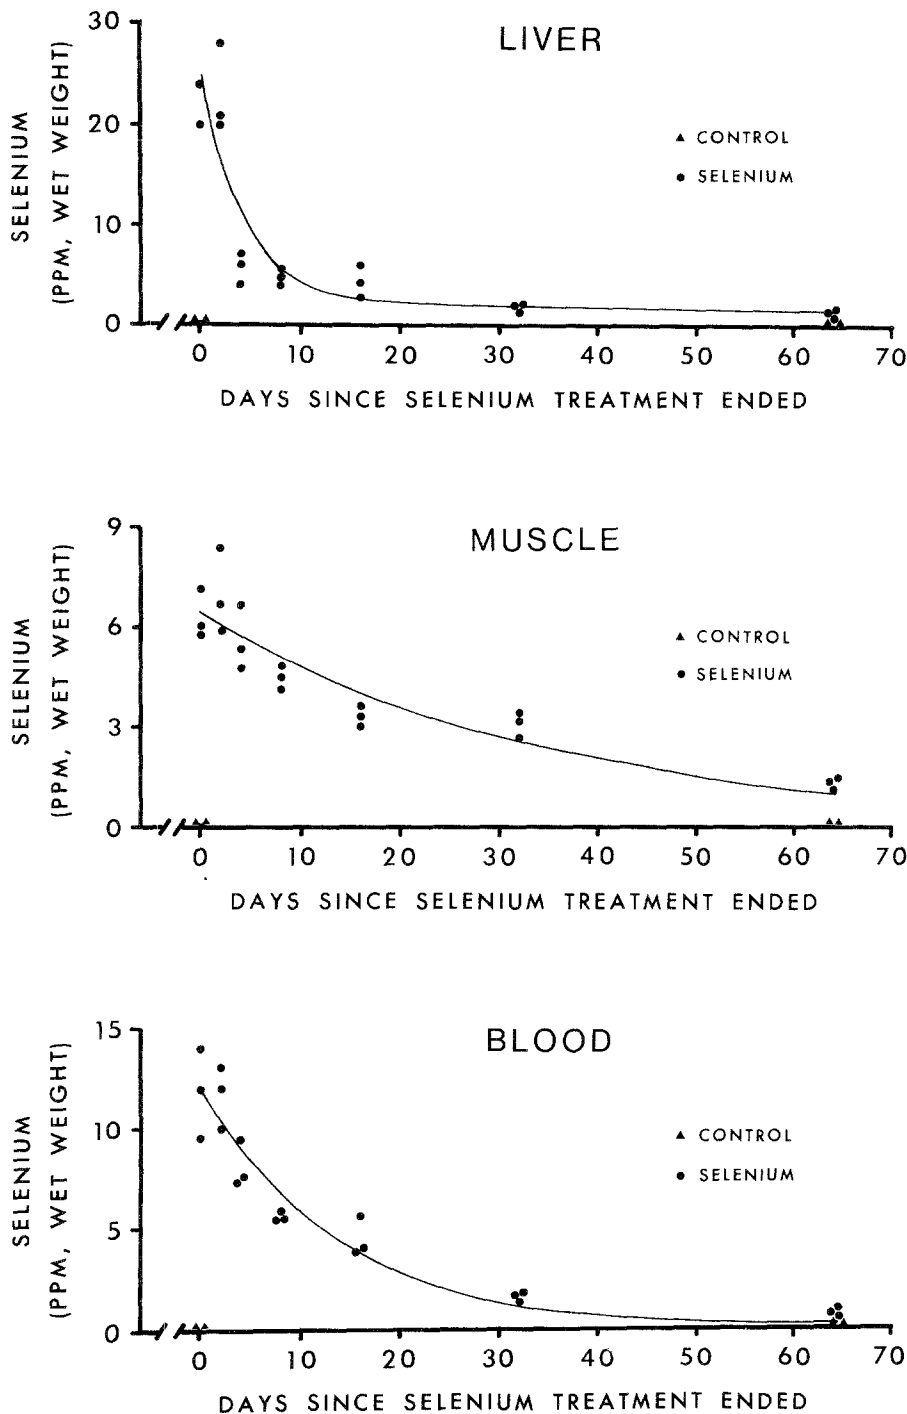 LIVER
SELENIUM
(PPM, WET WEIGHT)
30
20
10
0
▲ CONTROL
● SELENIUM
0 10 20 30 40 50 60 70
DAYS SINCE SELENIUM TREATMENT ENDED
MUSCLE
SELENIUM
(PPM, WET WEIGHT)
9
6
3
0
▲ CONTROL
● SELENIUM
0 10 20 30 40 50 60 70
DAYS SINCE SELENIUM TREATMENT ENDED
BLOOD
SELENIUM
(PPM, WET WEIGHT)
15
10
5
0
▲ CONTROL
● SELENIUM
0 10 20 30 40 50 60 70
DAYS SINCE SELENIUM TREATMENT ENDED